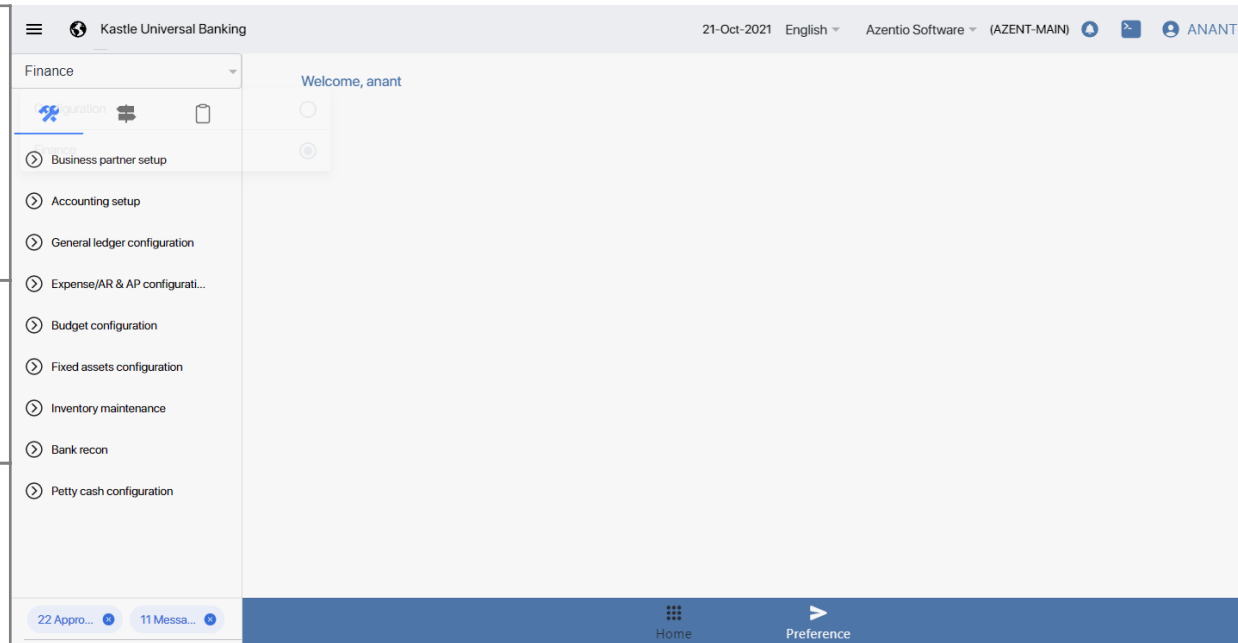 Kastle Universal Banking
21-Oct-2021 English Azentio Software (AZENT-MAIN) ANANT
Finance
Welcome, anant
Configuration
Finance
Business partner setup
Accounting setup
General ledger configuration
Expense/AR & AP configurati...
Budget configuration
Fixed assets configuration
Inventory maintenance
Bank recon
Petty cash configuration
22 Appro... 11 Messa...
Home Preference